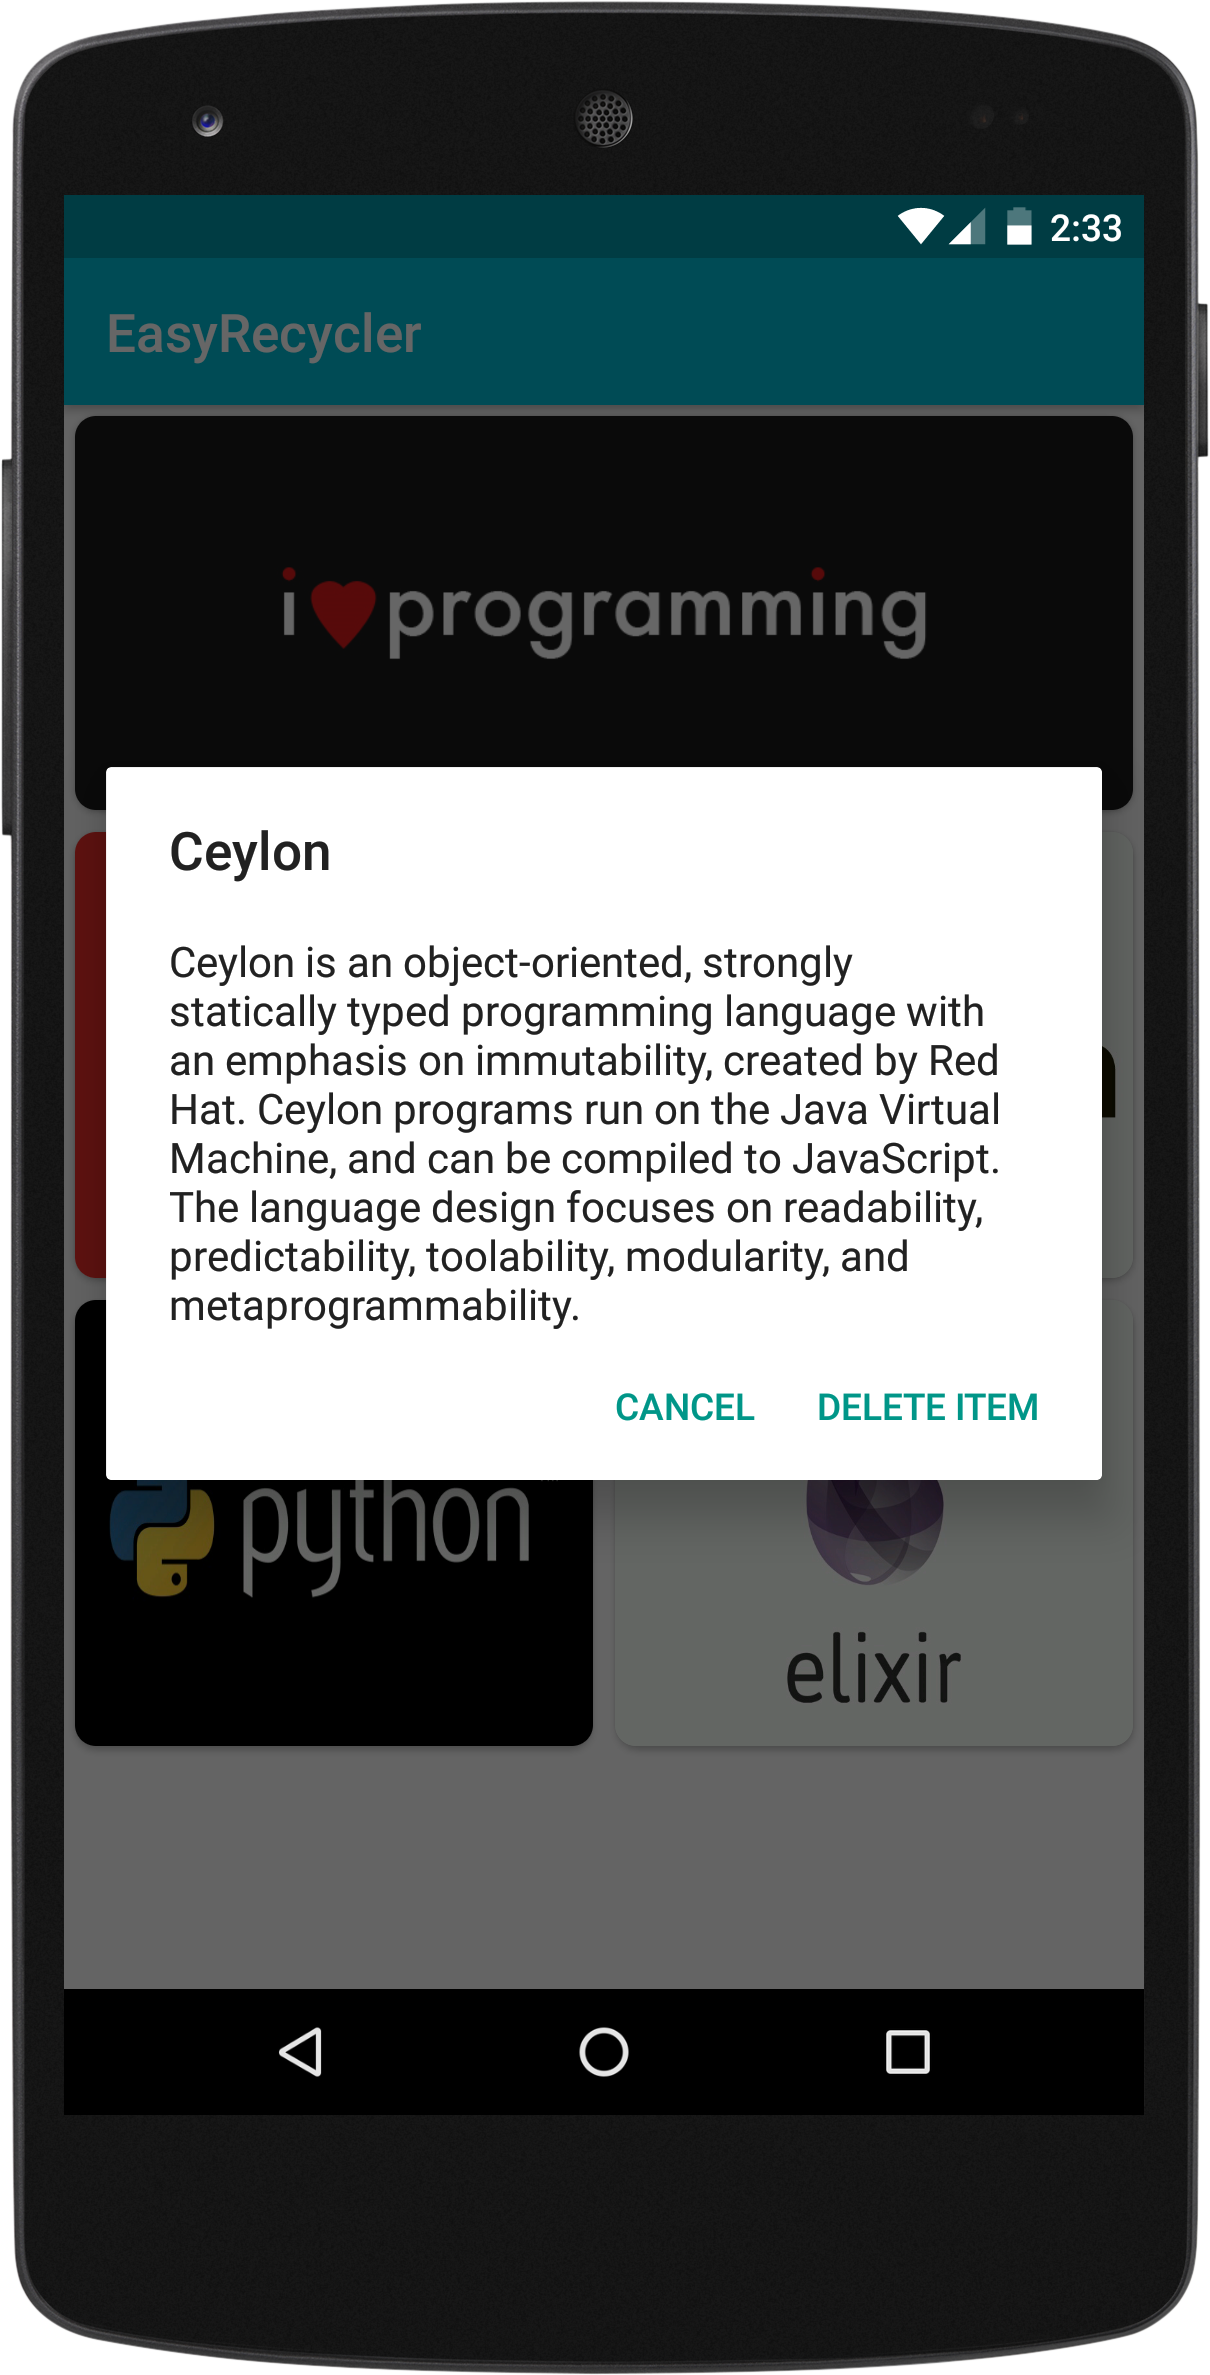 2:33
EasyRecycler
i programming
Ceylon
Ceylon is an object-oriented, strongly
statically typed programming language with
an emphasis on immutability, created by Red
Hat. Ceylon programs run on the Java Virtual
Machine, and can be compiled to JavaScript.
The language design focuses on readability,
predictability, toolability, modularity, and
metaprogrammability.
CANCEL DELETE ITEM
python
elixir